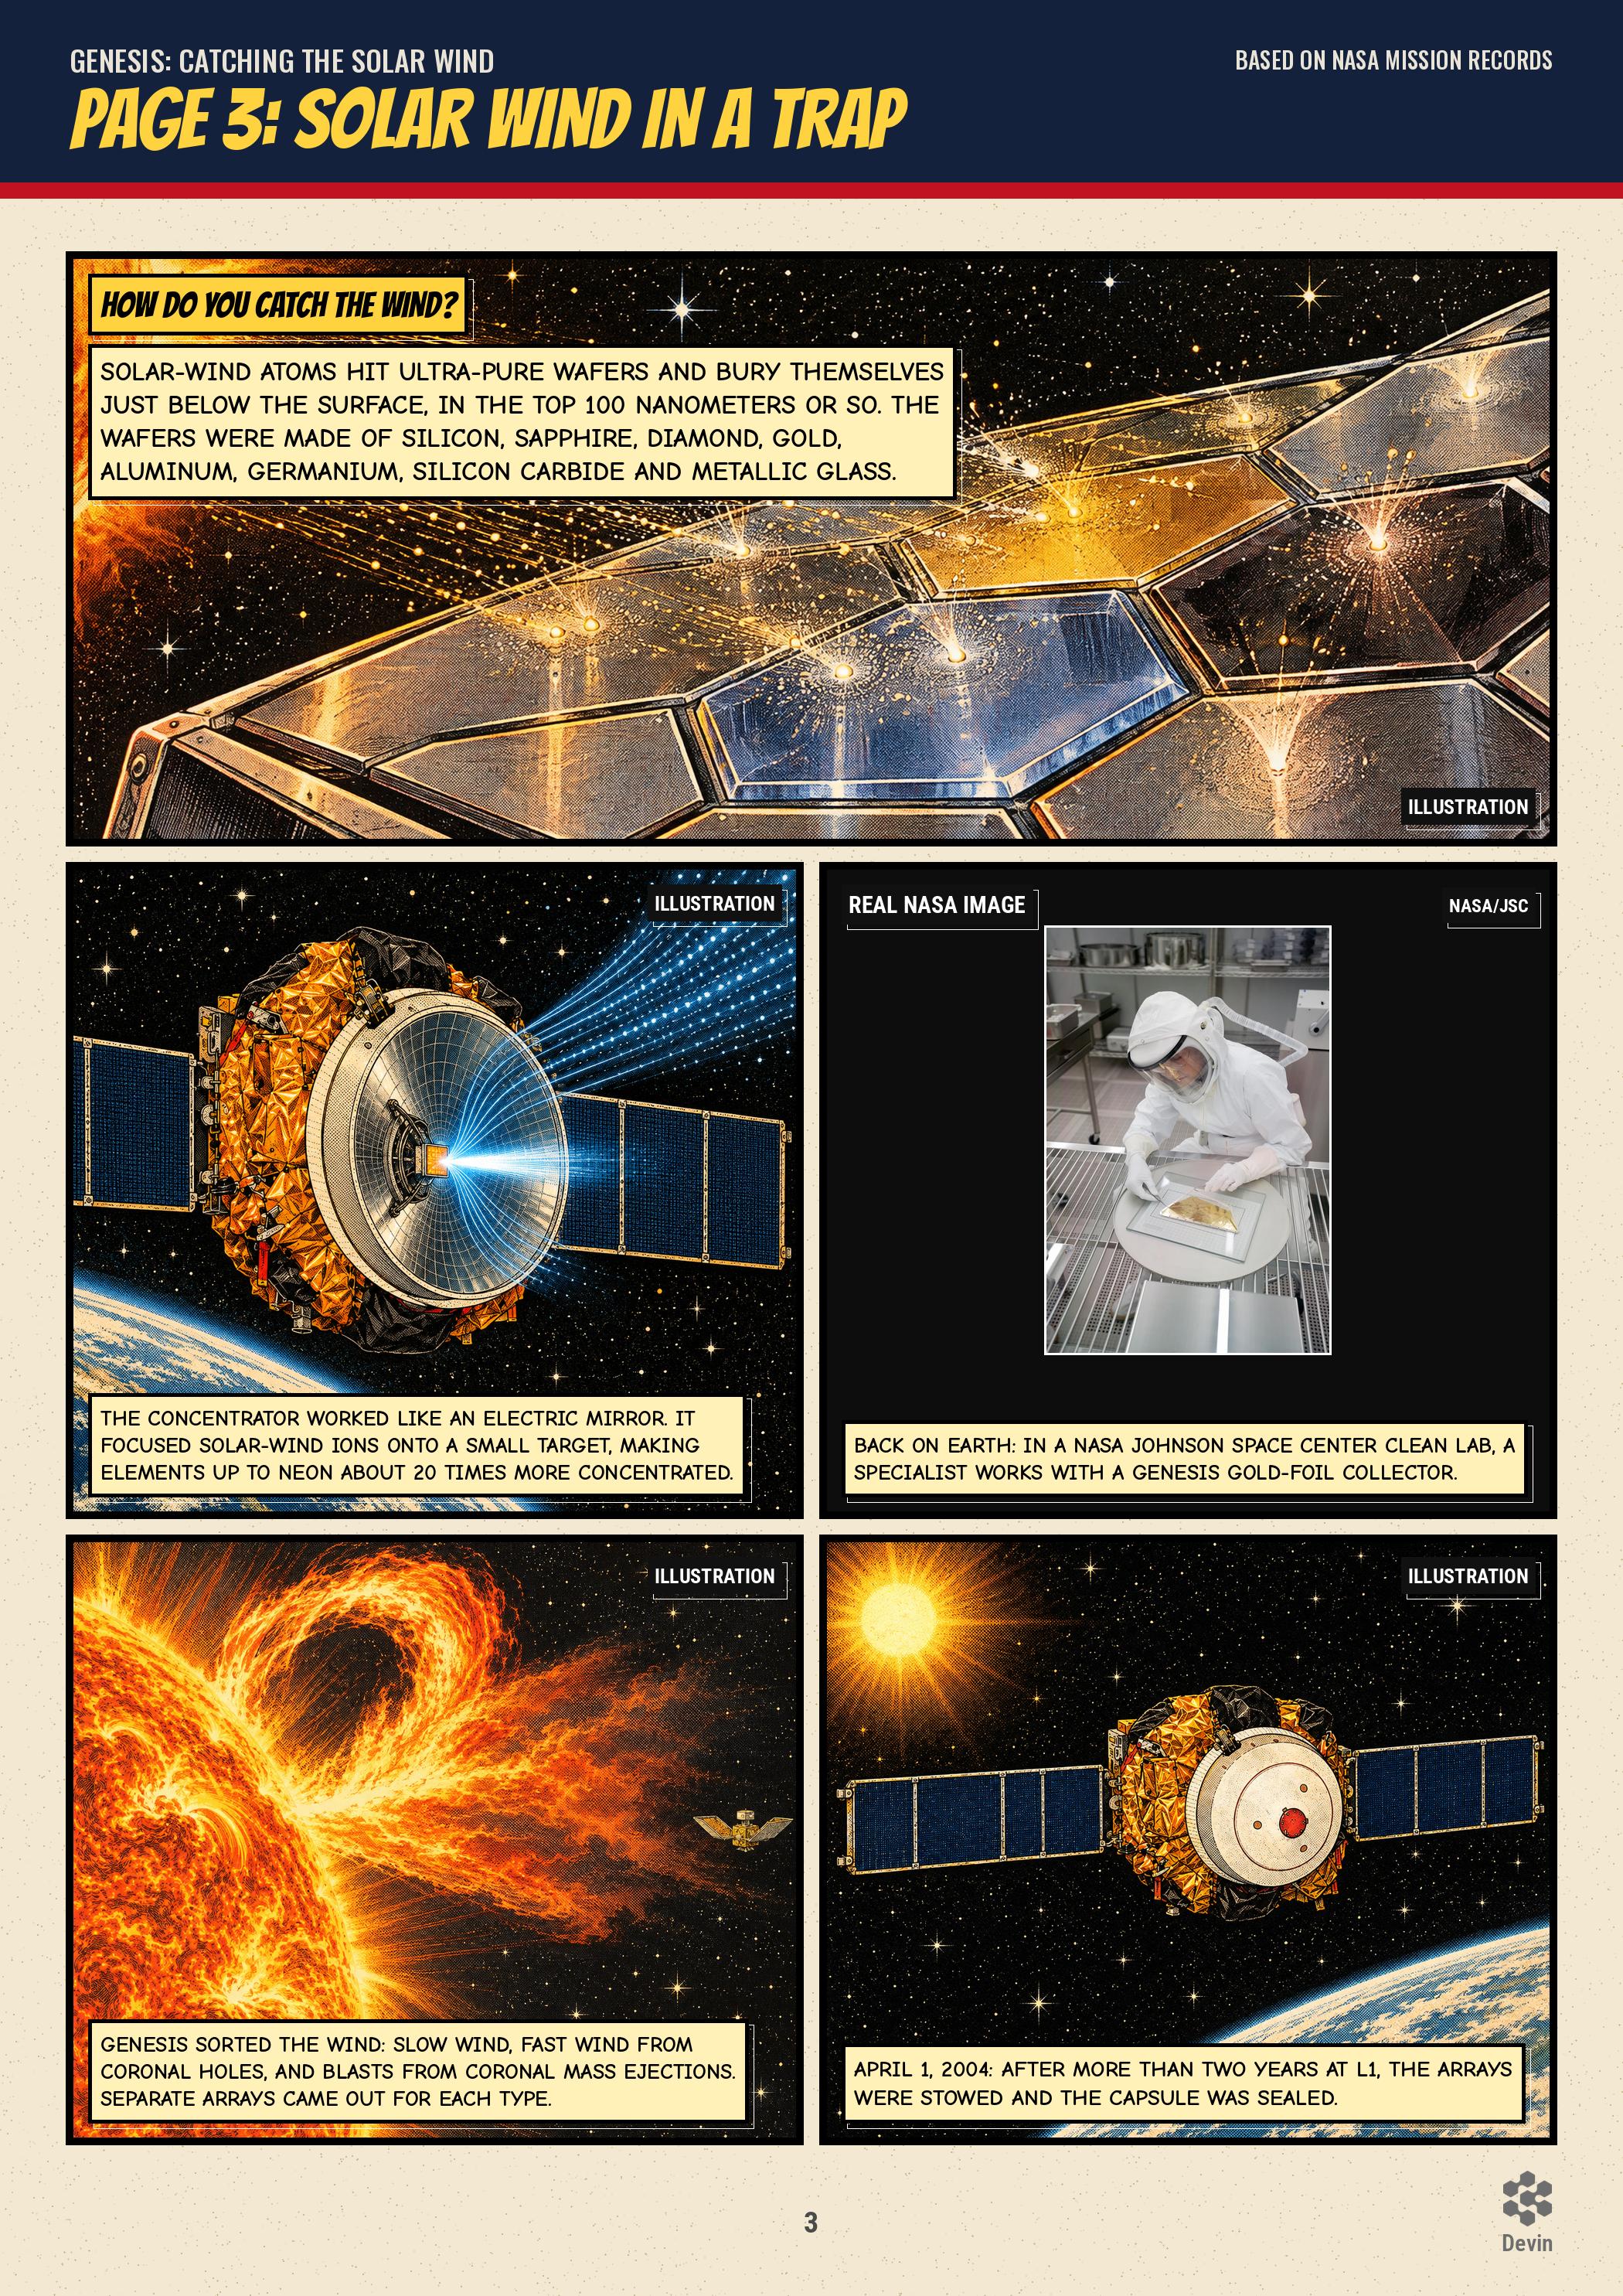 GENESIS: CATCHING THE SOLAR WIND
BASED ON NASA MISSION RECORDS
PAGE 3: SOLAR WIND IN A TRAP
HOW DO YOU CATCH THE WIND?
SOLAR-WIND ATOMS HIT ULTRA-PURE WAFERS AND BURY THEMSELVES
JUST BELOW THE SURFACE, IN THE TOP 100 NANOMETERS OR SO. THE
WAFERS WERE MADE OF SILICON, SAPPHIRE, DIAMOND, GOLD,
ALUMINUM, GERMANIUM, SILICON CARBIDE AND METALLIC GLASS.
ILLUSTRATION
ILLUSTRATION
THE CONCENTRATOR WORKED LIKE AN ELECTRIC MIRROR. IT
FOCUSED SOLAR-WIND IONS ONTO A SMALL TARGET, MAKING
ELEMENTS UP TO NEON ABOUT 20 TIMES MORE CONCENTRATED.
REAL NASA IMAGE
NASA/JSC
BACK ON EARTH: IN A NASA JOHNSON SPACE CENTER CLEAN LAB, A
SPECIALIST WORKS WITH A GENESIS GOLD-FOIL COLLECTOR.
ILLUSTRATION
GENESIS SORTED THE WIND: SLOW WIND, FAST WIND FROM
CORONAL HOLES, AND BLASTS FROM CORONAL MASS EJECTIONS.
SEPARATE ARRAYS CAME OUT FOR EACH TYPE.
ILLUSTRATION
APRIL 1, 2004: AFTER MORE THAN TWO YEARS AT L1, THE ARRAYS
WERE STOWED AND THE CAPSULE WAS SEALED.
3
Devin